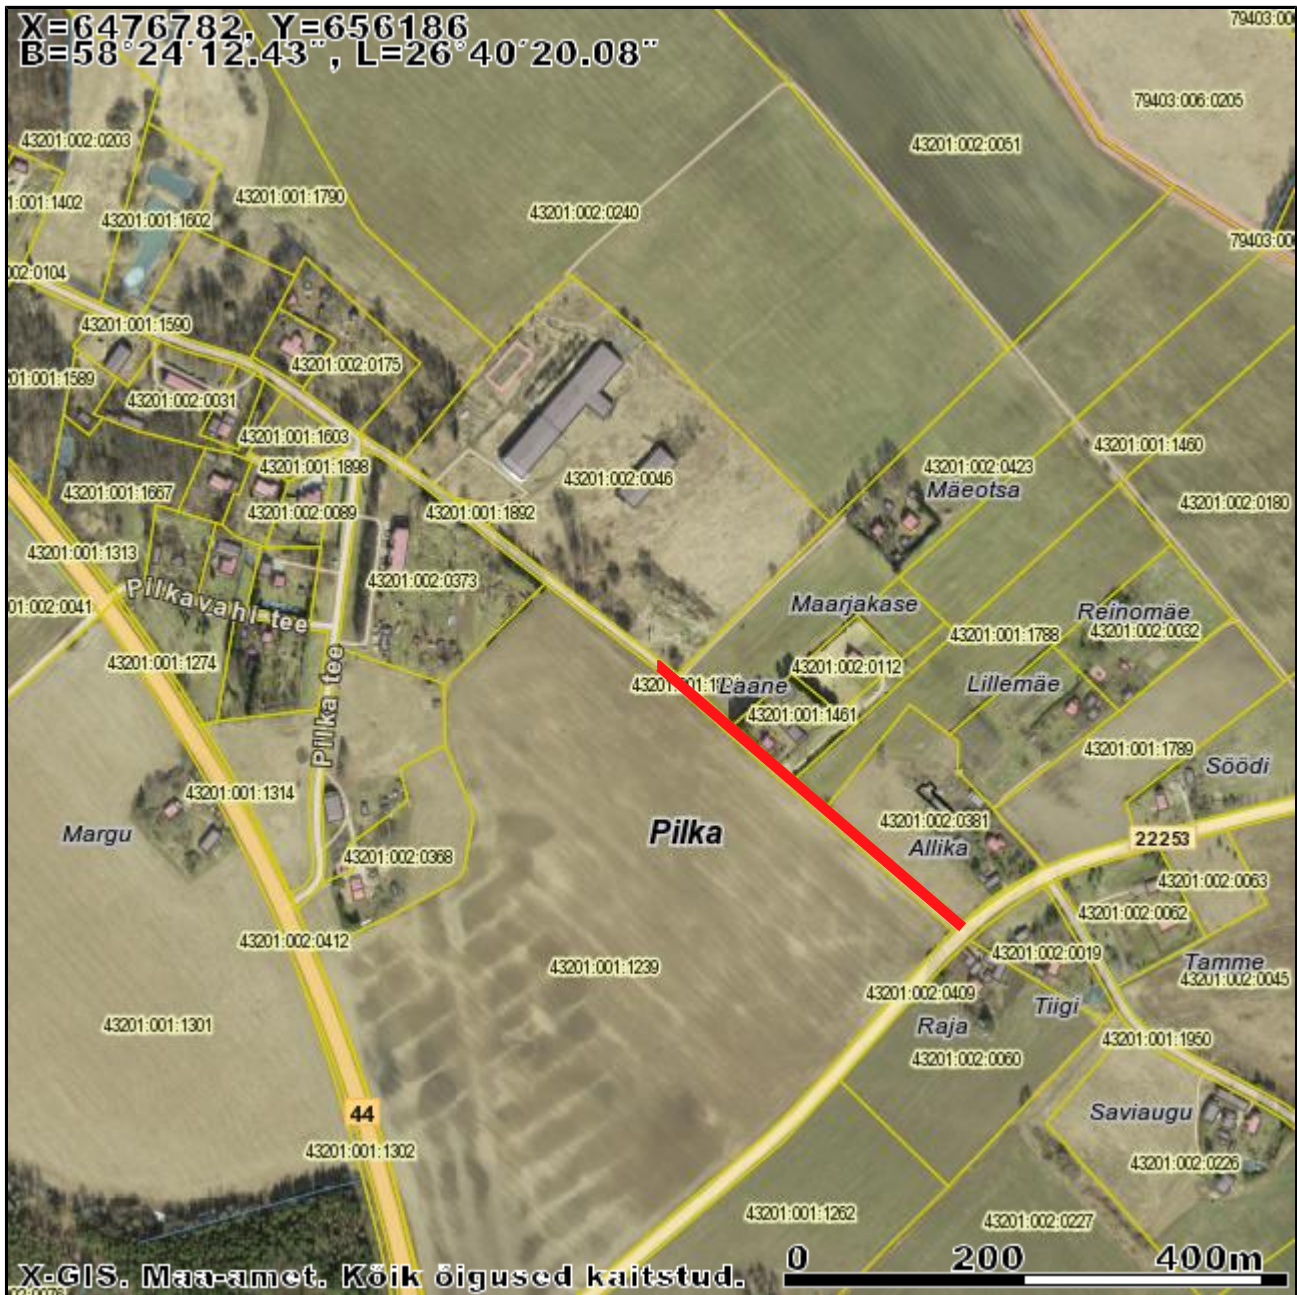 X=6476782, Y=656186
B=58°24'12.43", L=26°40'20.08"
79403:00
79403:006:0205
43201:002:0203
43201:002:0051
:001:1402
43201:001:1790
43201:001:1602
43201:002:0240
79403:00
002:0104
43201:001:1590
43201:002:0175
01:001:1589
43201:002:0031
43201:001:1603
43201:001:1898
43201:002:0046
43201:002:0423
Mäeotsa
43201:001:1460
43201:001:1667
43201:002:0089
43201:001:1892
43201:002:0180
43201:001:1313
43201:002:0373
Pilkavahi tee
01:002:0041
Maarjakase
Reinomäe
43201:001:1788
43201:002:0032
43201:001:1274
43201:002:0112
Laane
43201:001:1461
Lillemäe
Pilka tee
43201:001:1789
Söödi
43201:001:1314
Margu
Pilka
43201:002:0381
Allika
22253
43201:002:0368
43201:002:0063
43201:002:0062
43201:002:0412
43201:001:1239
43201:002:0019
Tamme
43201:002:0045
43201:002:0409
Tiigi
Raja
43201:001:1301
43201:001:1950
43201:002:0060
44
Saviaugu
43201:001:1302
43201:002:0226
43201:001:1262
43201:002:0227
0 200 400m
X-GIS. Maa-amet. Kõik õigused kaitstud.